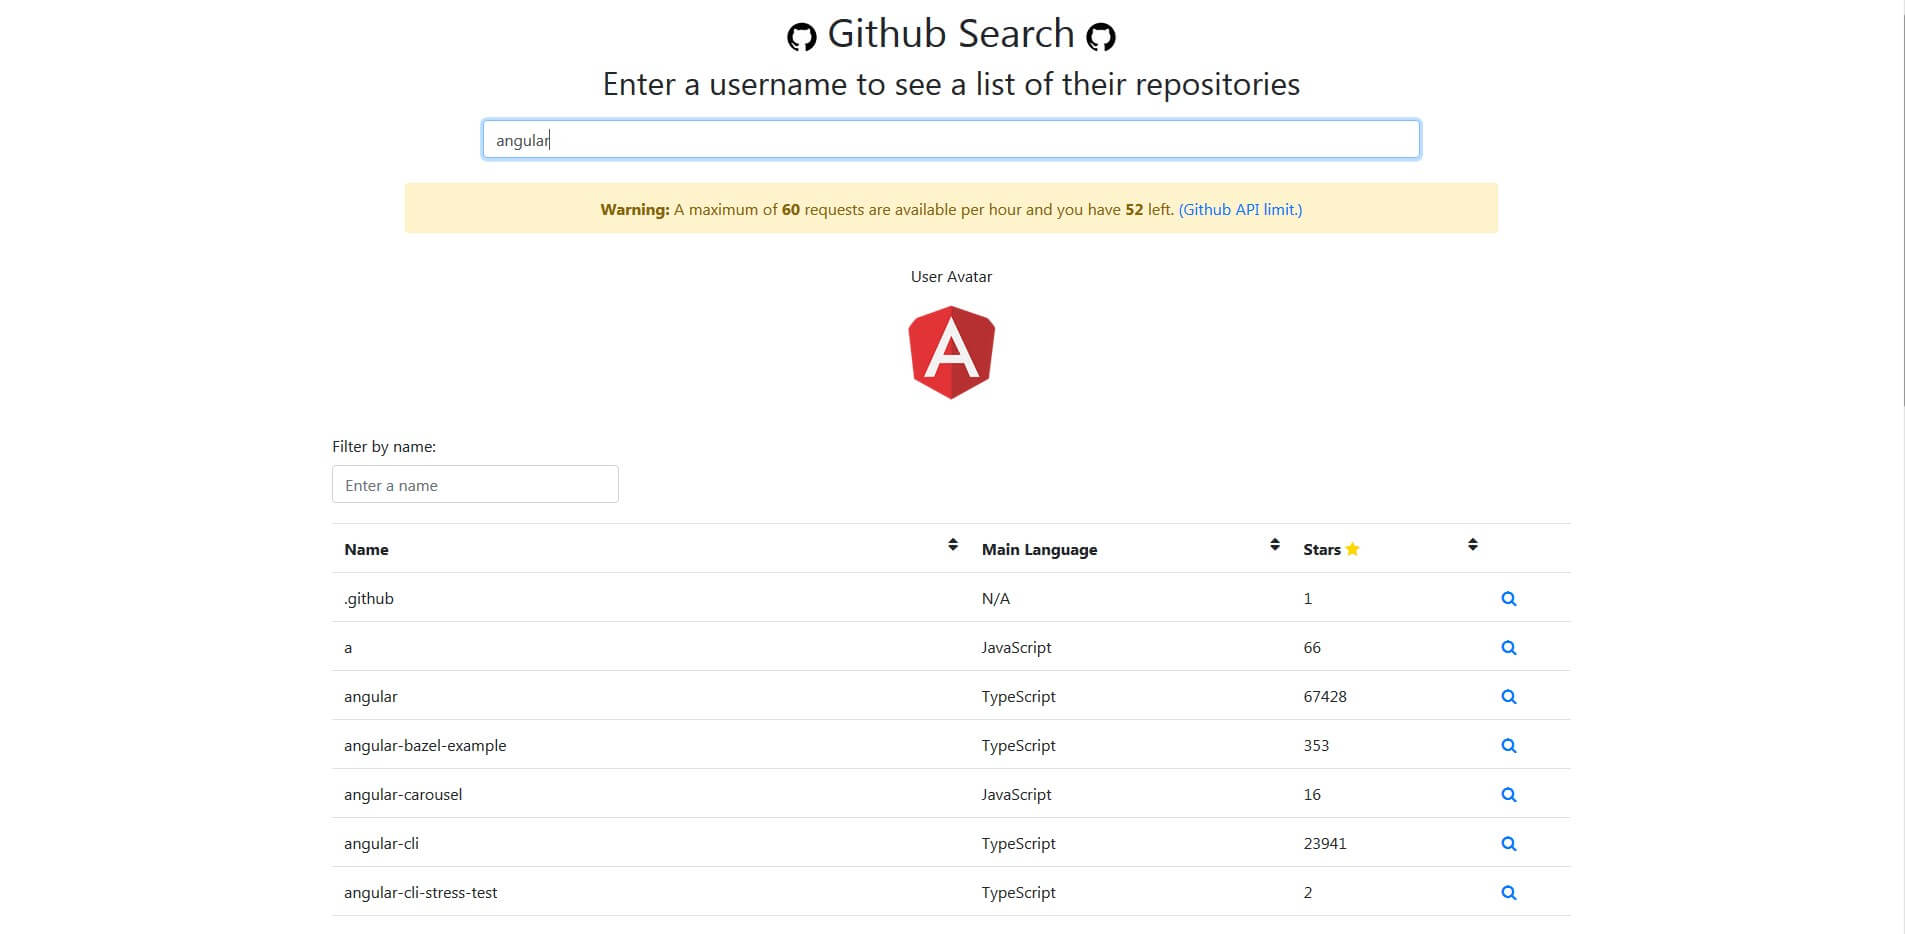 Github Search
Enter a username to see a list of their repositories
angular
Warning: A maximum of 60 requests are available per hour and you have 52 left. (Github API limit.)
User Avatar
A
Filter by name:
Enter a name
Name Main Language Stars
.github N/A 1
a JavaScript 66
angular TypeScript 67428
angular-bazel-example TypeScript 353
angular-carousel JavaScript 16
angular-cli TypeScript 23941
angular-cli-stress-test TypeScript 2